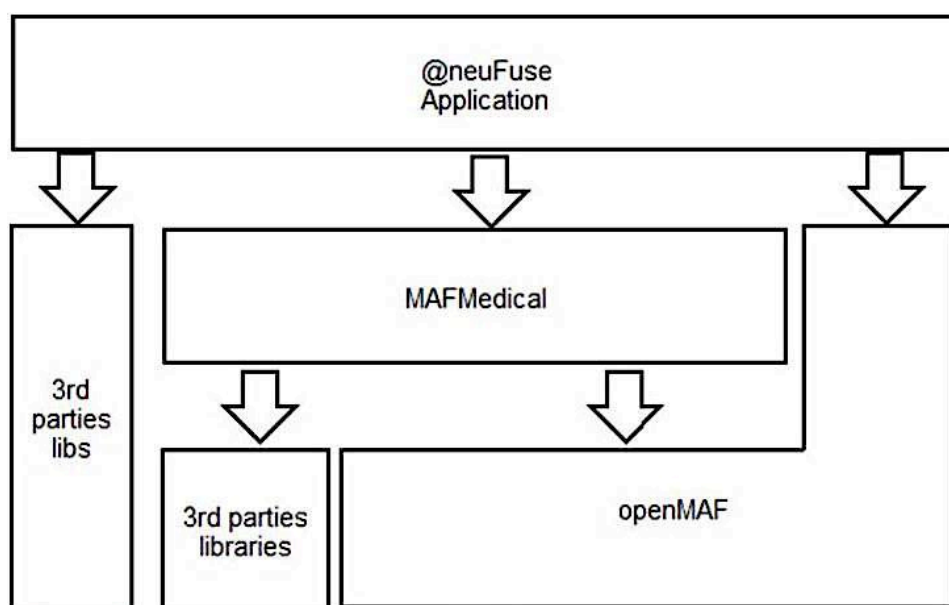 @neuFuse
Application
MAFMedical
3rd
parties
libs
3rd parties
libraries
openMAF